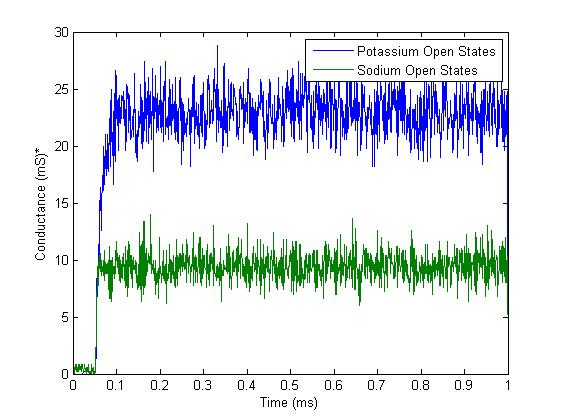 30
Potassium Open States
Sodium Open States
25
20
15
10
5
0
Conductance (mS)*
0 0.1 0.2 0.3 0.4 0.5 0.6 0.7 0.8 0.9 1
Time (ms)